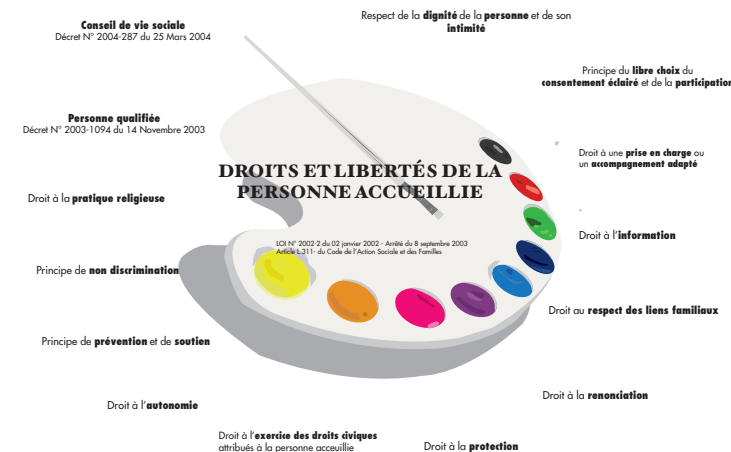 Conseil de vie sociale
Décret N° 2004-287 du 25 Mars 2004
Respect de la dignité de la personne et de son
intimité
Principe du libre choix du
consentement éclairé et de la participation
Personne qualifiée
Décret N° 2003-1094 du 14 Novembre 2003
Droit à une prise en charge ou
un accompagnement adapté
DROITS ET LIBERTÉS DE LA
PERSONNE ACCUEILLIE
Droit à la pratique religieuse
Droit à l'information
LOI N° 2002-2 du 02 janvier 2002 - Arrêté du 8 septembre 2003
Article L.311- du Code de l'Action Sociale et des Familles
Principe de non discrimination
Droit au respect des liens familiaux
Principe de prévention et de soutien
Droit à la renonciation
Droit à l'autonomie
Droit à l'exercice des droits civiques
attribués à la personne acceuillie
Droit à la protection